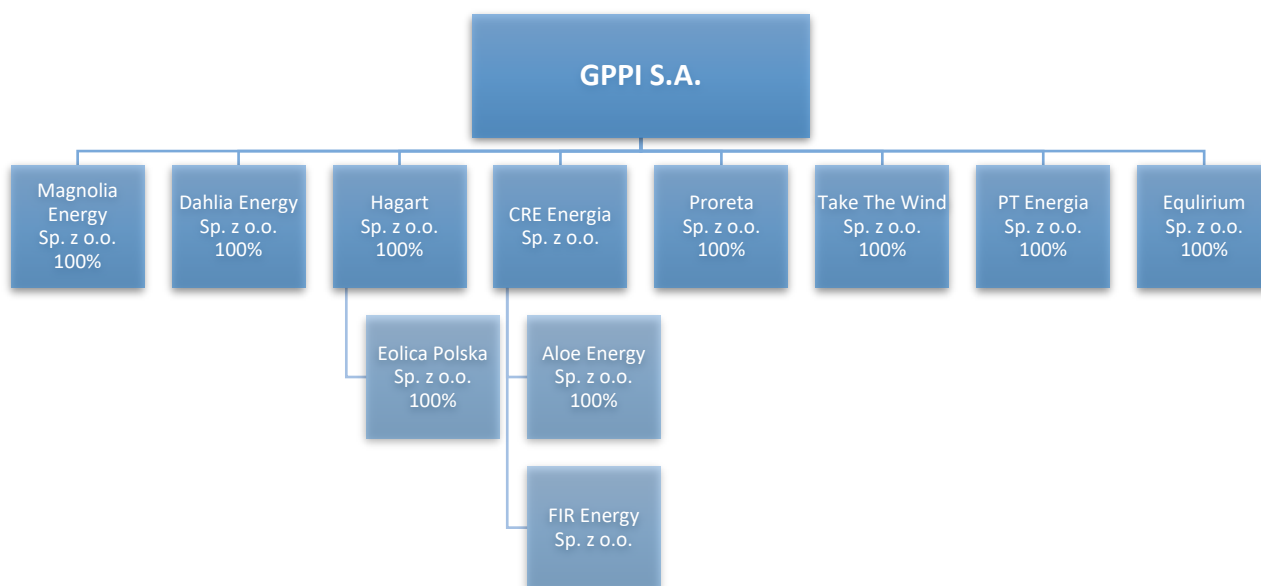 GPPI S.A.
Magnolia
Energy
Sp. z o.o.
100%
Dahlia Energy
Sp. z o.o.
100%
Hagart
Sp. z o.o.
100%
CRE Energia
Sp. z o.o.
Proreta
Sp. z o.o.
100%
Take The Wind
Sp. z o.o.
100%
PT Energia
Sp. z o.o.
100%
Equlirium
Sp. z o.o.
100%
Eolica Polska
Sp. z o.o.
100%
Aloe Energy
Sp. z o.o.
100%
FIR Energy
Sp. z o.o.